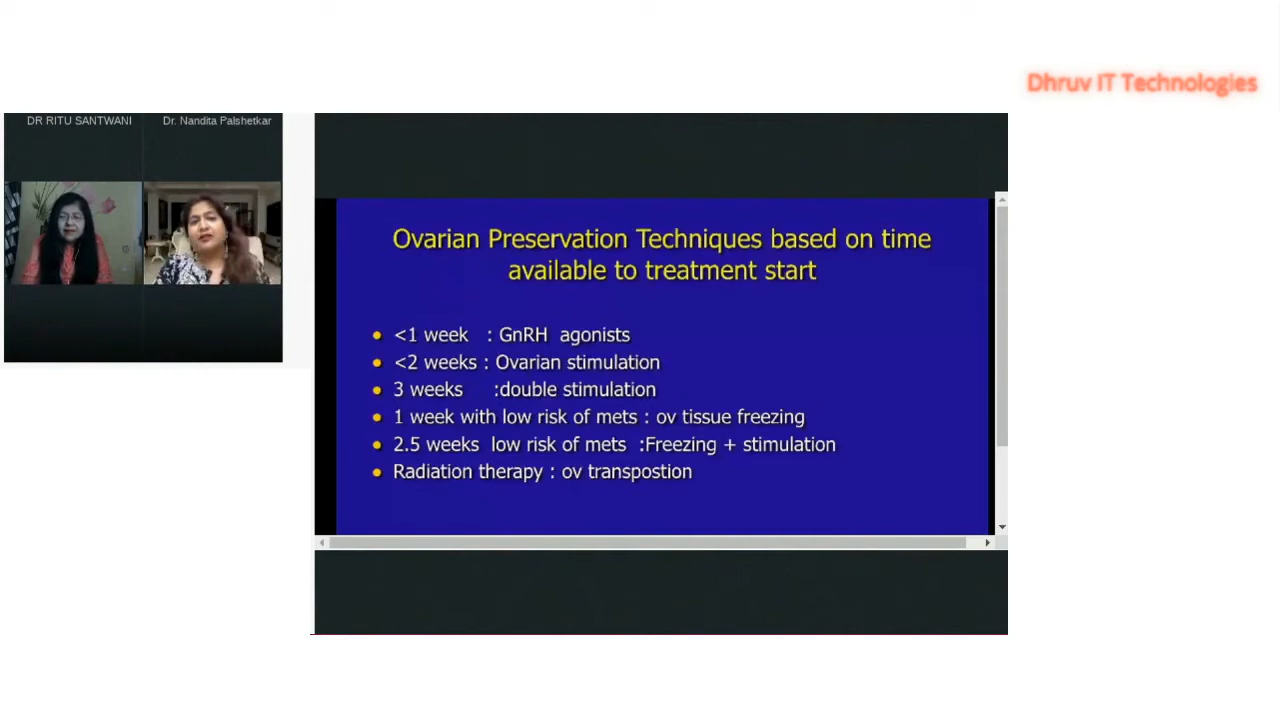 Dhruv IT Technologies
DR RITU SANTWANI
Dr. Nandita Palshetkar
Ovarian Preservation Techniques based on time
available to treatment start
• <1 week : GnRH agonists
• <2 weeks : Ovarian stimulation
• 3 weeks :double stimulation
• 1 week with low risk of mets : ov tissue freezing
• 2.5 weeks low risk of mets :Freezing + stimulation
• Radiation therapy : ov transpostion